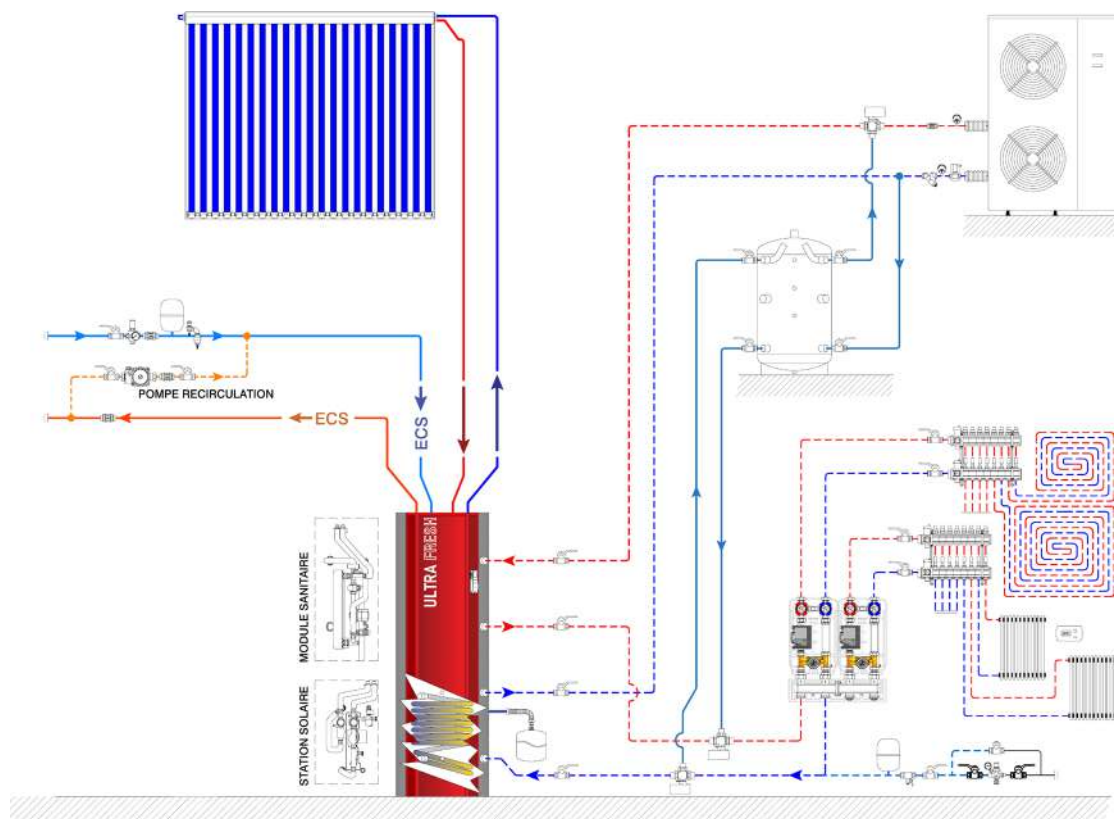 POMPE RECIRCULATION
ECS
ECS
ULTRA FRESH
MODULE SANITAIRE
STATION SOLAIRE